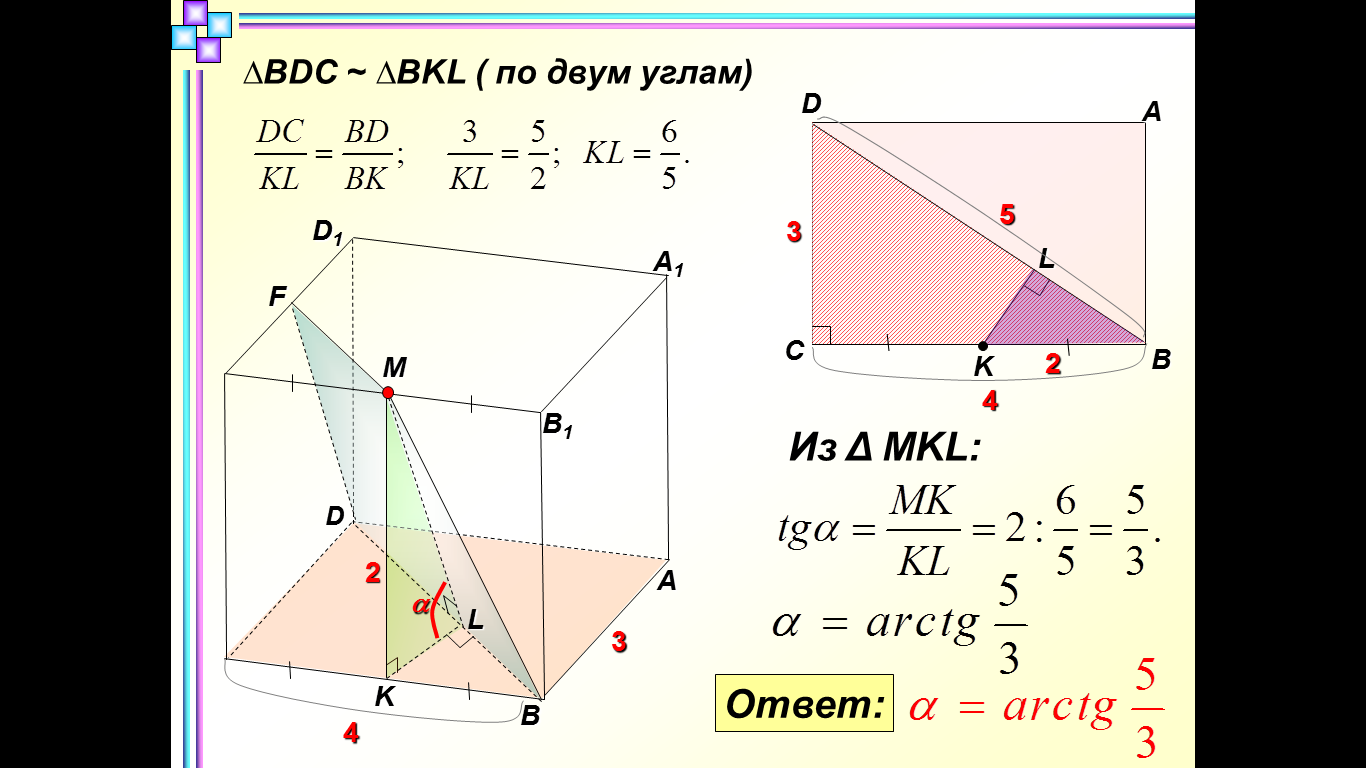 ∆BDC ~ ∆BKL ( по двум углам)
DC/KL = BD/BK; 3/KL = 5/2; KL = 6/5.
D
A
3
5
L
C
K
2
B
4
D1
A1
F
M
B1
D
2
α
L
A
3
K
B
4
Из Δ MKL:
tgα = MK/KL = 2 : 6/5 = 5/3.
α = arctg 5/3
Ответ: α = arctg 5/3